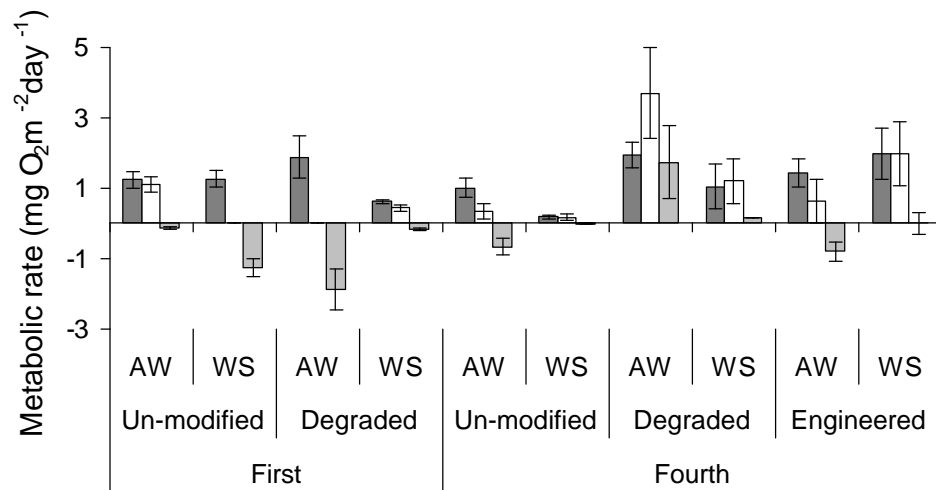 Metabolic rate (mg O₂m⁻²day⁻¹)
5
3
1
-1
-3
AW WS AW WS AW WS AW WS AW WS
Un-modified Degraded Un-modified Degraded Engineered
First Fourth